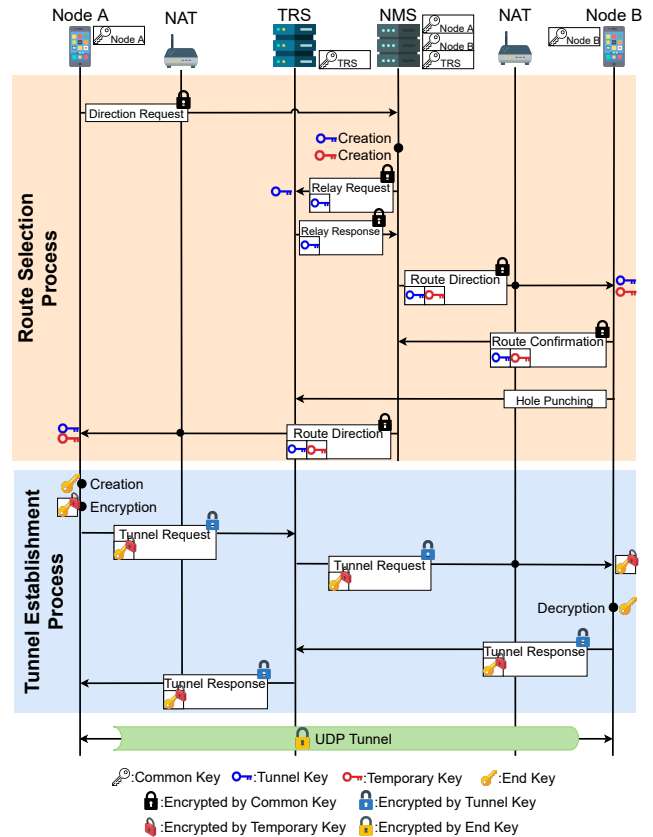 Node A
NAT
TRS
NMS
NAT
Node B
Node A
TRS
Node A
Node B
TRS
Node B
Route Selection
Process
Direction Request
Creation
Creation
Relay Request
Relay Response
Route Direction
Route Confirmation
Hole Punching
Route Direction
Tunnel Establishment
Process
Creation
Encryption
Tunnel Request
Tunnel Request
Decryption
Tunnel Response
Tunnel Response
UDP Tunnel
:Common Key
:Tunnel Key
:Temporary Key
:End Key
:Encrypted by Common Key
:Encrypted by Tunnel Key
:Encrypted by Temporary Key
:Encrypted by End Key